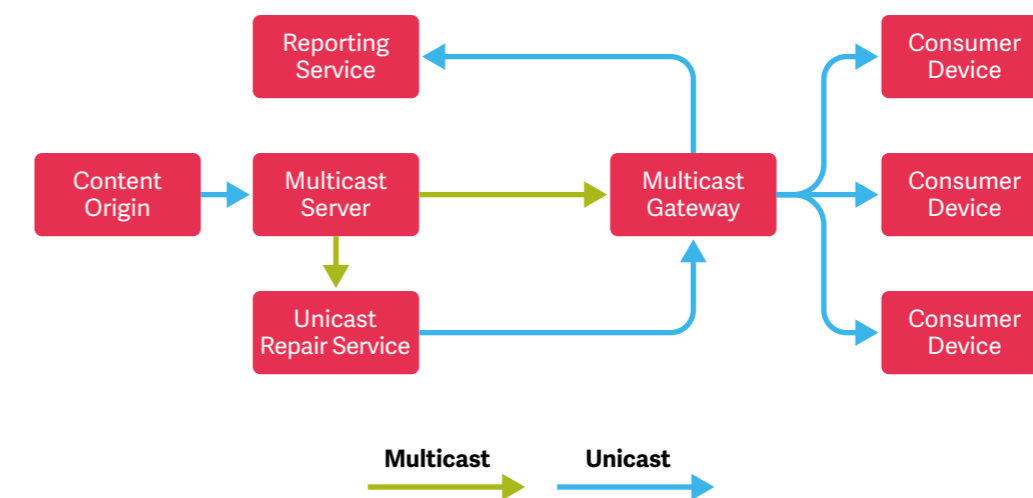 Reporting
Service
Consumer
Device
Content
Origin
Multicast
Server
Multicast
Gateway
Consumer
Device
Unicast
Repair Service
Consumer
Device
Multicast
Unicast